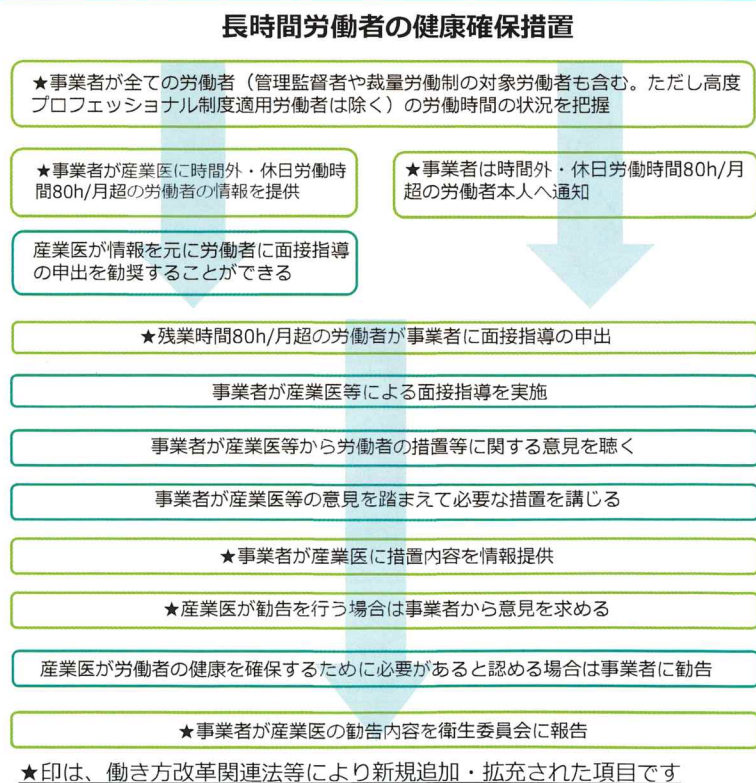 長時間労働者の健康確保措置
★事業者が全ての労働者（管理監督者や裁量労働制の対象労働者も含む。ただし高度
プロフェッショナル制度適用労働者は除く）の労働時間の状況を把握
★事業者が産業医に時間外・休日労働時
間80h/月超の労働者の情報を提供
★事業者は時間外・休日労働時間80h/月
超の労働者本人へ通知
産業医が情報を元に労働者に面接指導
の申出を勧奨することができる
★残業時間80h/月超の労働者が事業者に面接指導の申出
事業者が産業医等による面接指導を実施
事業者が産業医等から労働者の措置等に関する意見を聴く
事業者が産業医等の意見を踏まえて必要な措置を講じる
★事業者が産業医に措置内容を情報提供
★産業医が勧告を行う場合は事業者から意見を求める
産業医が労働者の健康を確保するために必要があると認める場合は事業者に勧告
★事業者が産業医の勧告内容を衛生委員会に報告
★印は、働き方改革関連法等により新規追加・拡充された項目です